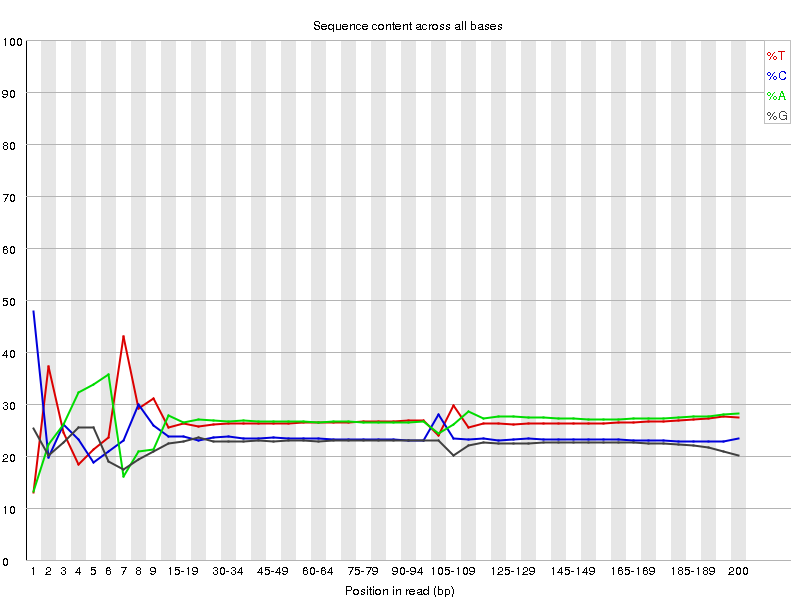 Sequence content across all bases
100
90
80
70
60
50
40
30
20
10
0
%T
%C
%A
%G
1 2 3 4 5 6 7 8 9 15-19 30-34 45-49 60-64 75-79 90-94 105-109 125-129 145-149 165-169 185-189 200
Position in read (bp)